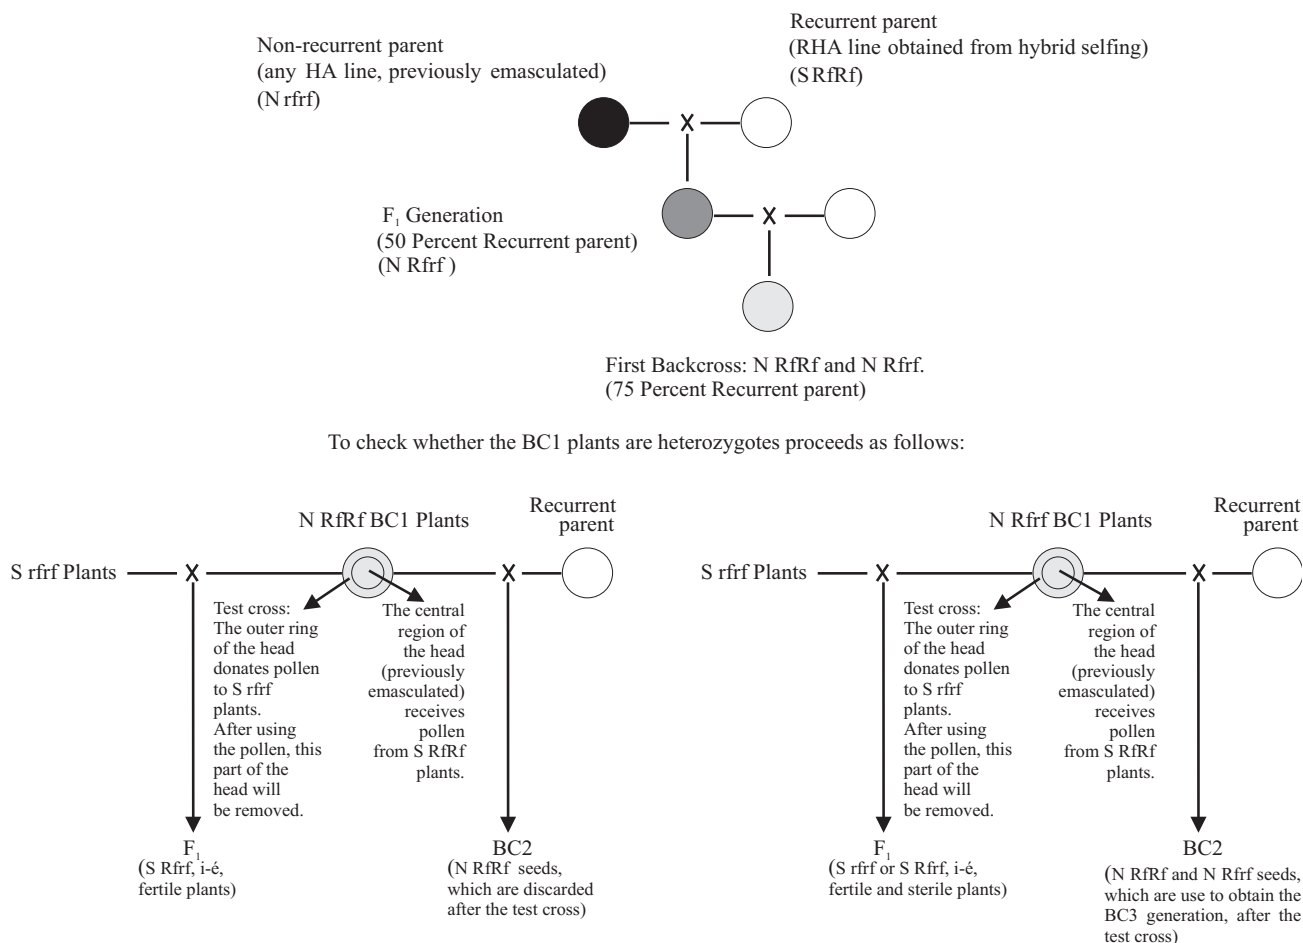 Non-recurrent parent
(any HA line, previously emasculated)
(N rfrf)
Recurrent parent
(RHA line obtained from hybrid selfing)
(S RfRf)
X
F₁ Generation
(50 Percent Recurrent parent)
(N Rfrf )
X
First Backcross: N RfRf and N Rfrf.
(75 Percent Recurrent parent)
To check whether the BC1 plants are heterozygotes proceeds as follows:
N RfRf BC1 Plants
Recurrent
parent
S rfrf Plants
X
X
Test cross:
The outer ring
of the head
donates pollen
to S rfrf
plants.
After using
the pollen, this
part of the
head will
be removed.
The central
region of
the head
(previously
emasculated)
receives
pollen
from S RfRf
plants.
F₁
(S Rfrf, i-é,
fertile plants)
BC2
(N RfRf seeds,
which are discarded
after the test cross)
N Rfrf BC1 Plants
Recurrent
parent
S rfrf Plants
X
X
Test cross:
The outer ring
of the head
donates pollen
to S rfrf
plants.
After using
the pollen, this
part of the
head will
be removed.
The central
region of
the head
(previously
emasculated)
receives
pollen
from S RfRf
plants.
F₁
(S rfrf or S Rfrf, i-é,
fertile and sterile plants)
BC2
(N RfRf and N Rfrf seeds,
which are use to obtain the
BC3 generation, after the
test cross)